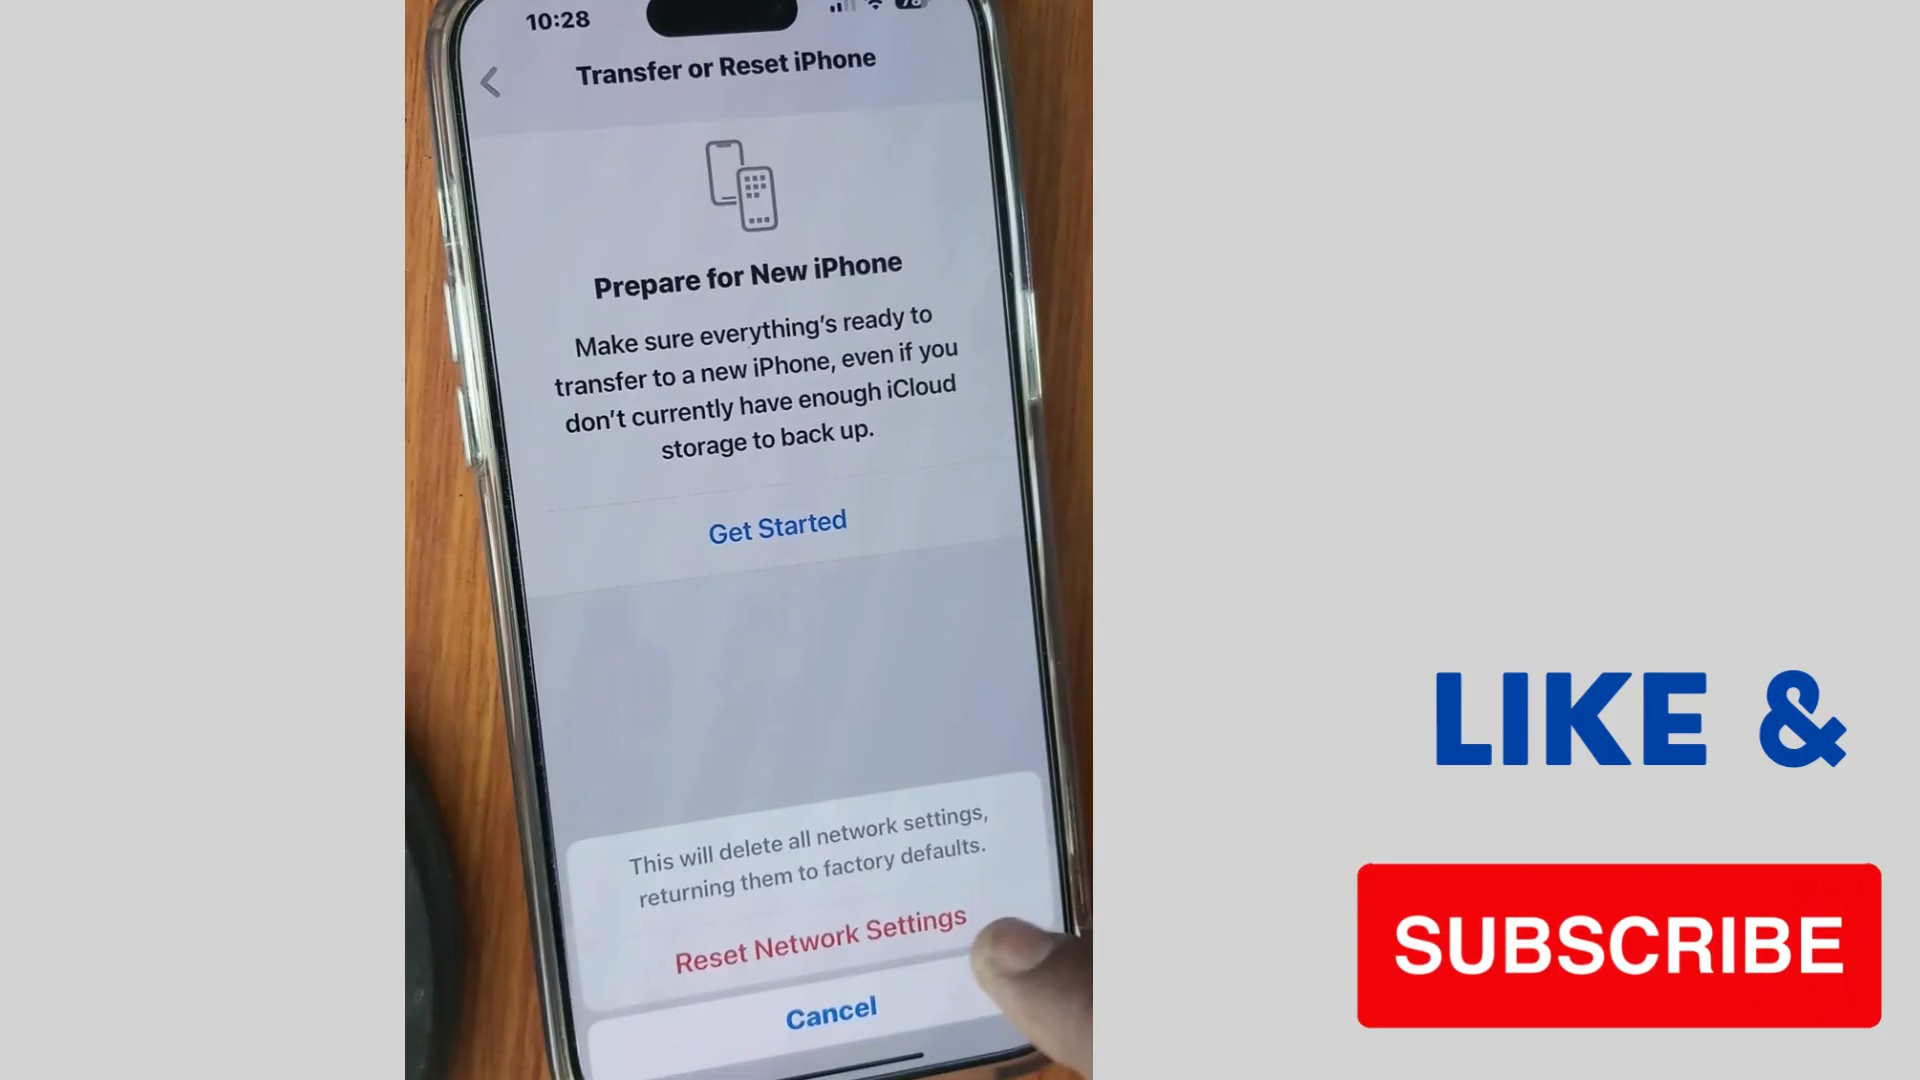 10:28
Transfer or Reset iPhone
Prepare for New iPhone
Make sure everything's ready to
transfer to a new iPhone, even if you
don't currently have enough iCloud
storage to back up.
Get Started
This will delete all network settings,
returning them to factory defaults.
Reset Network Settings
Cancel
LIKE &
SUBSCRIBE